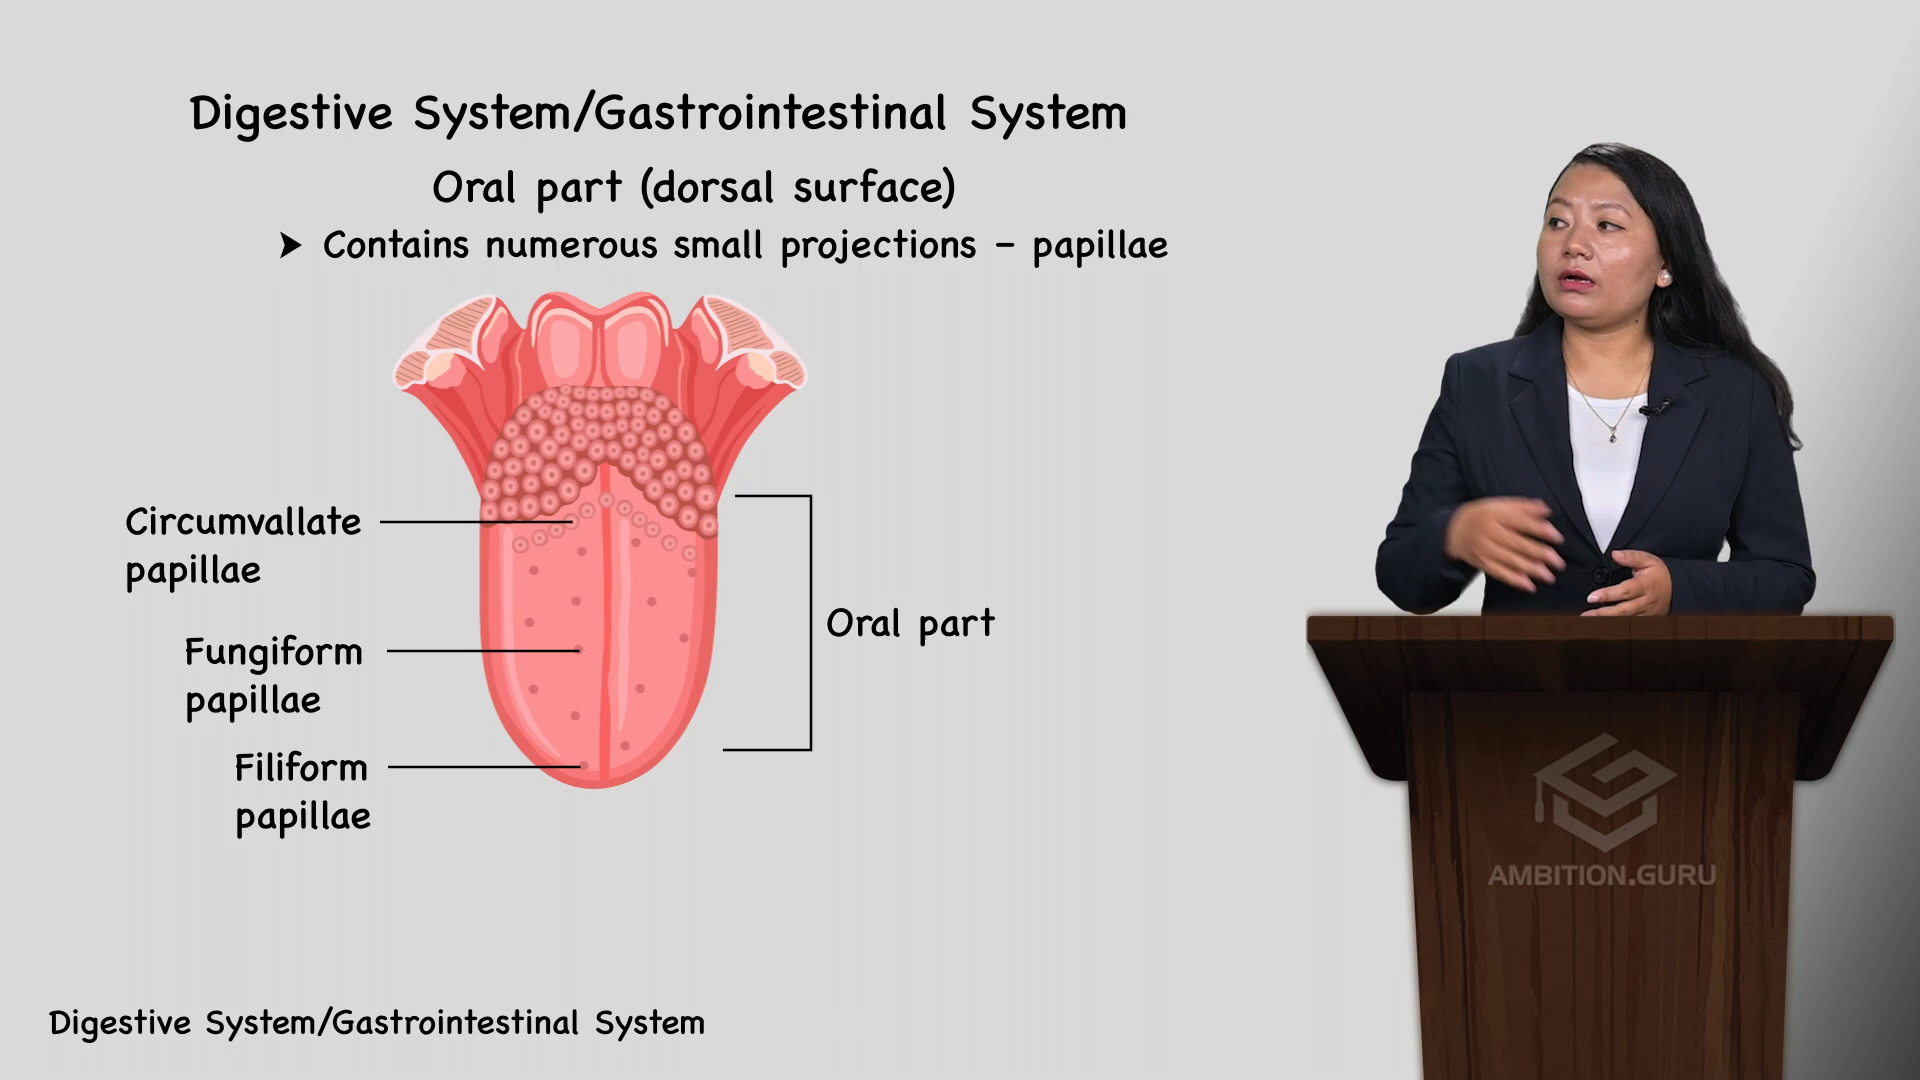 Digestive System/Gastrointestinal System
Oral part (dorsal surface)
➤ Contains numerous small projections – papillae
Circumvallate
papillae
Fungiform
papillae
Filiform
papillae
Oral part
AMBITION.GURU
Digestive System/Gastrointestinal System